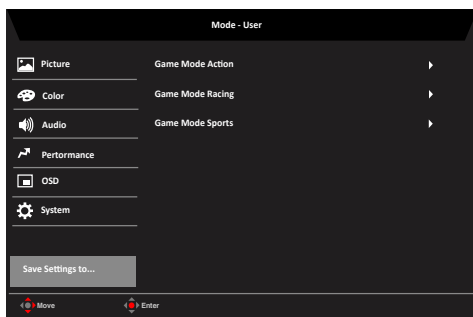 Mode - User
Picture
Game Mode Action
Color
Game Mode Racing
Audio
Game Mode Sports
Pertormance
OSD
System
Save Settings to...
Move
Enter